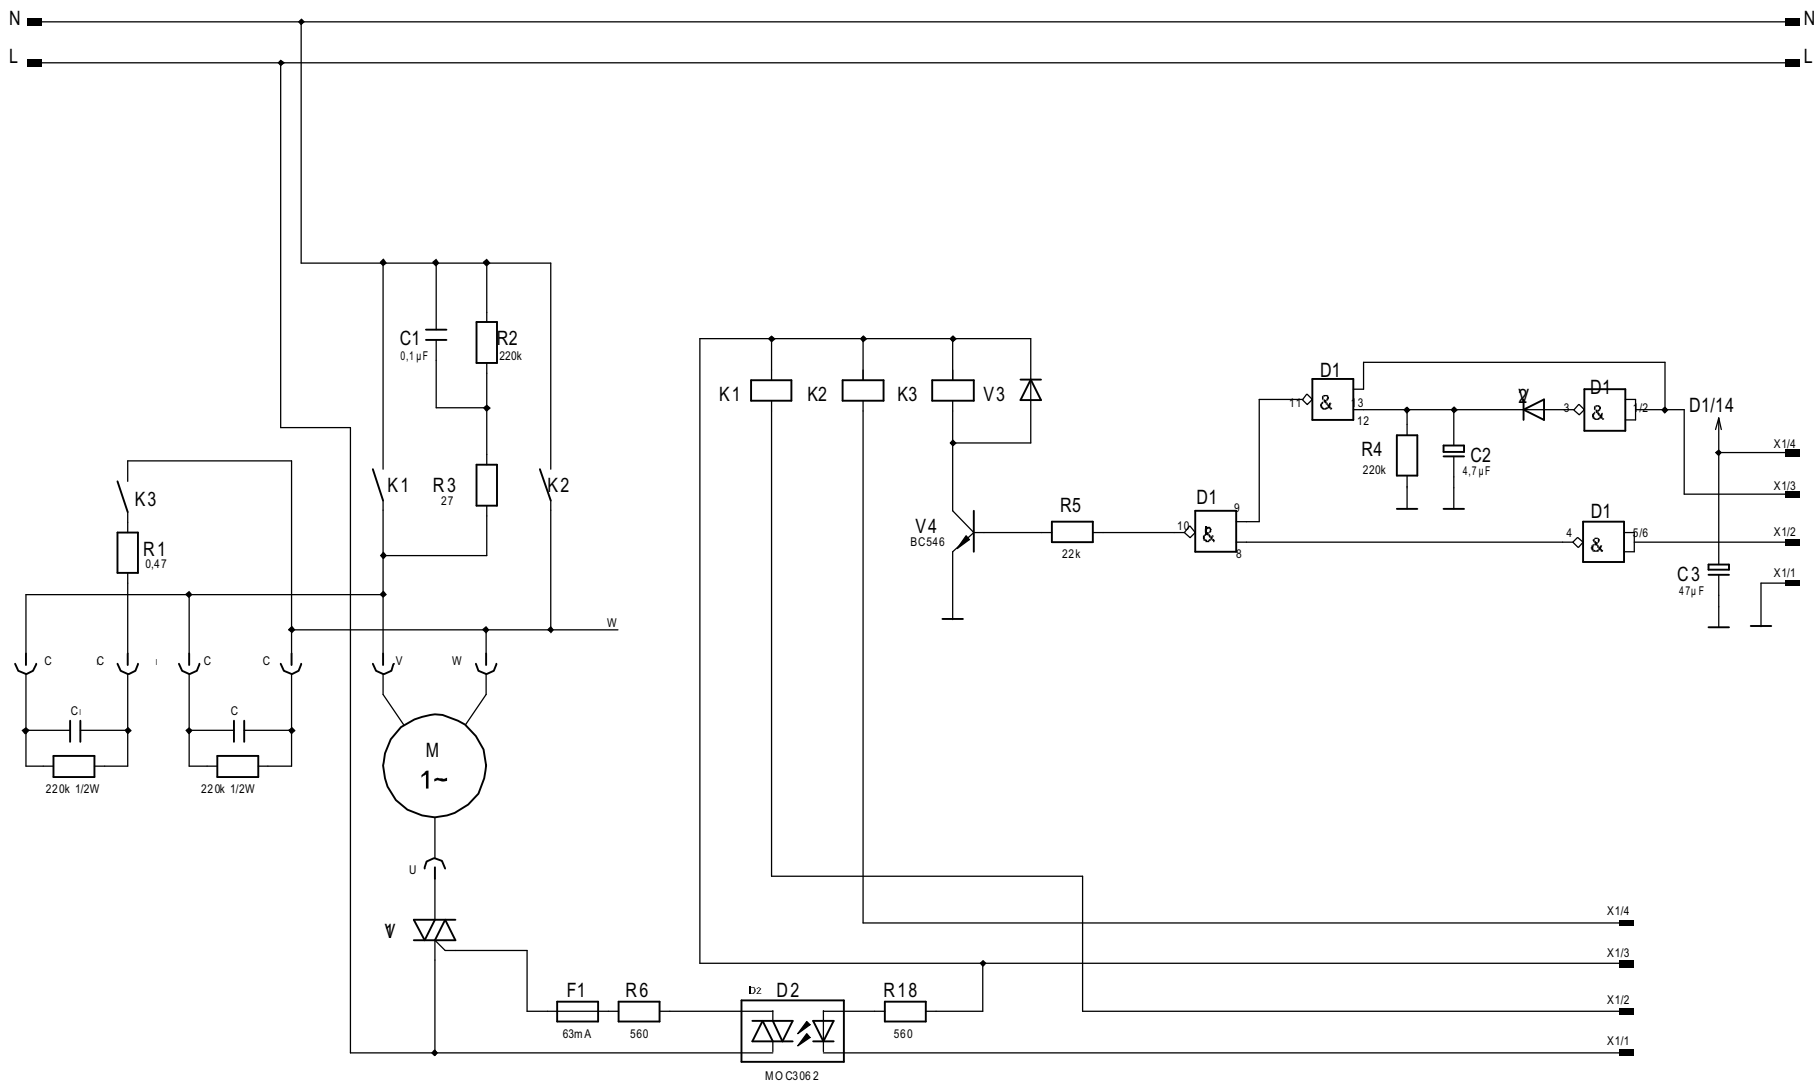 N N
L L
C1 R2
0,1µF 220k
K1 K2 K3 V3
D1
11 & 13
12
D1
3 & 1/2
D1/14
R4 C2
220k 4,7µF
X1/4
X1/3
K3 K1 R3 K2
27
V4
BC546
R5
22k
D1
10 & 9
8
D1
4 & 5/6
X1/2
R1
0,47
C3
47µF
X1/1
W
C C C C V W
C C
220k 1/2W 220k 1/2W
M
1~
U
X1/4
X1/3
F1 R6 D2 D2 R18
63mA 560 560
X1/2
X1/1
MOC3062